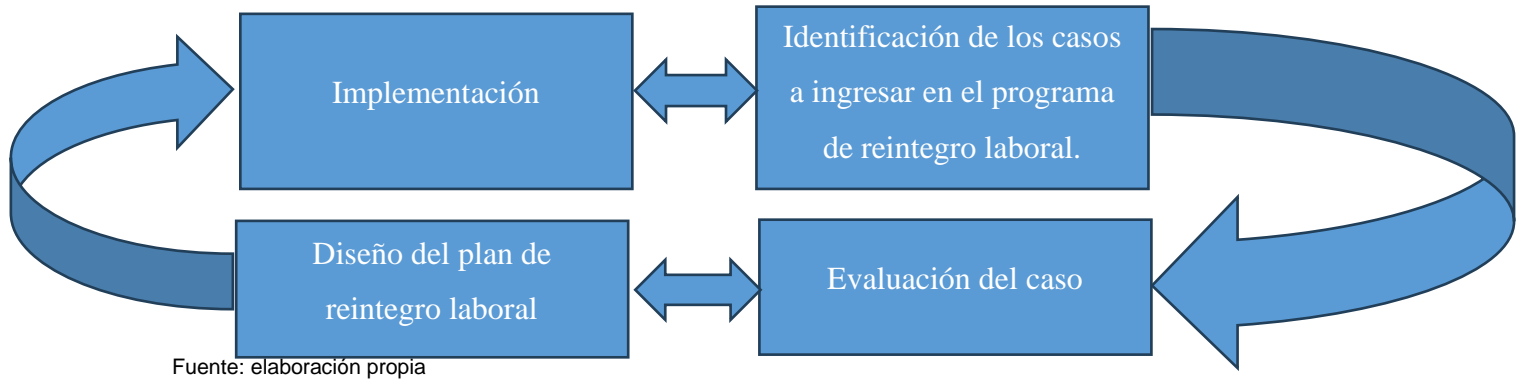 Implementación
Identificación de los casos
a ingresar en el programa
de reintegro laboral.
Diseño del plan de
reintegro laboral
Evaluación del caso
Fuente: elaboración propia